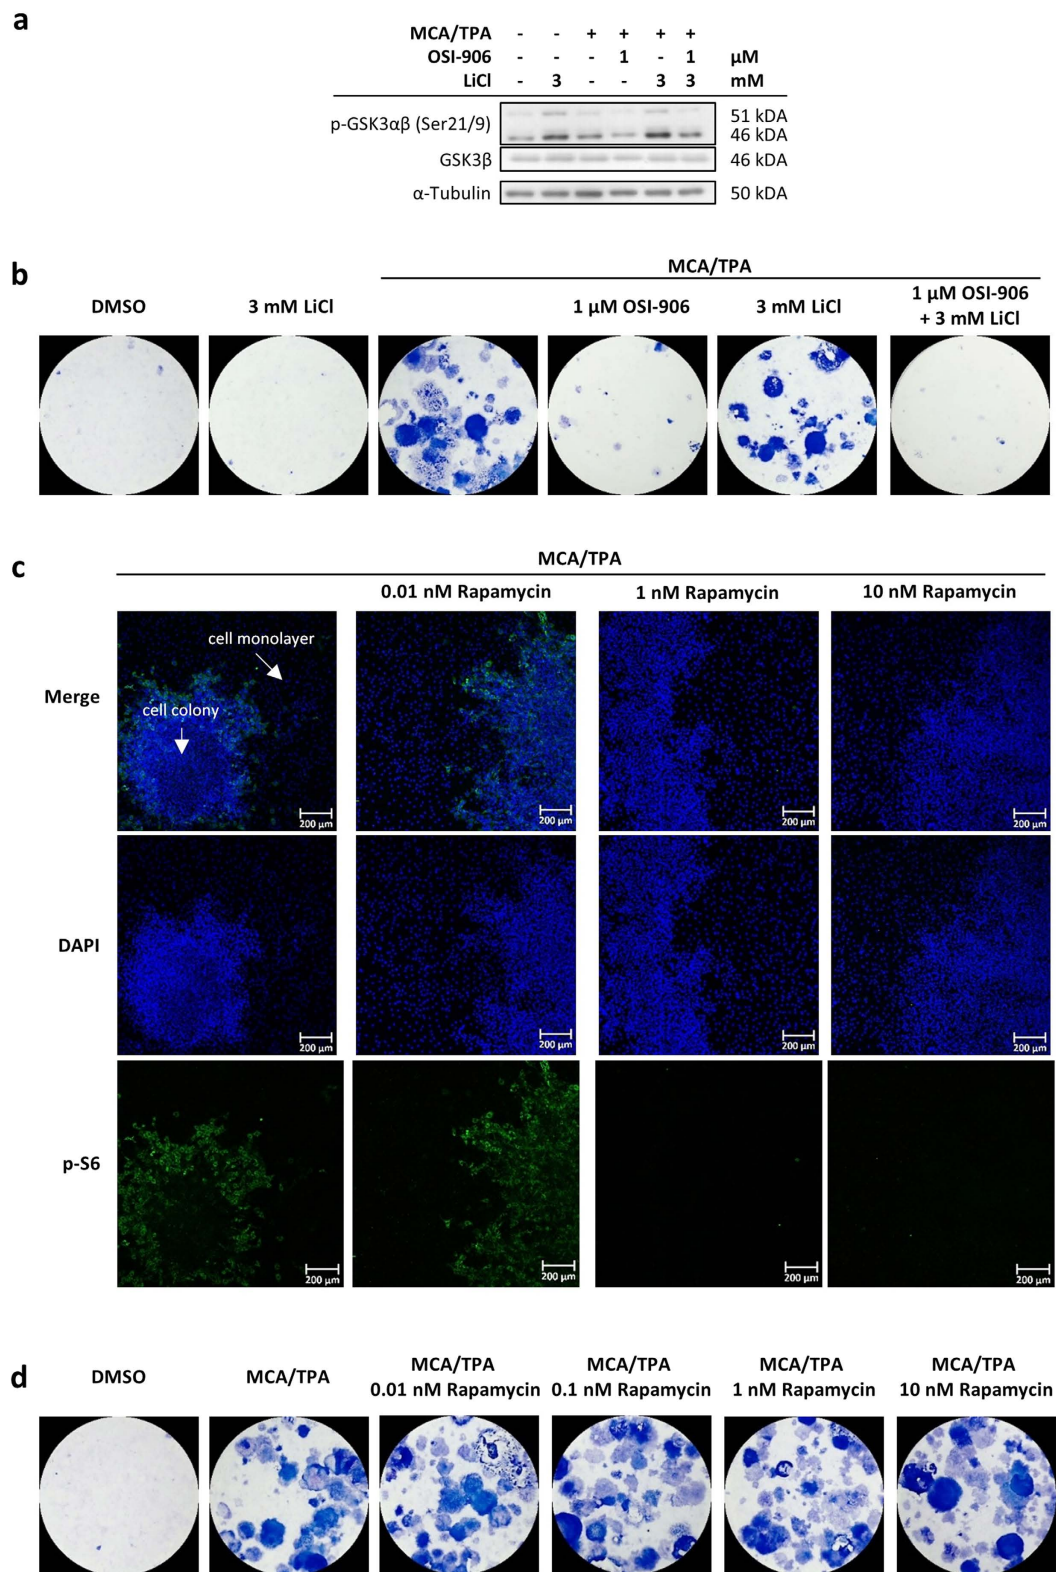 a
MCA/TPA - - + + + +
OSI-906 - - - 1 - 1 µM
LiCl - 3 - - 3 3 mM
p-GSK3αβ (Ser21/9)
51 kDA
46 kDA
GSK3β 46 kDA
α-Tubulin 50 kDA
b
MCA/TPA
DMSO 3 mM LiCl 1 µM OSI-906 3 mM LiCl 1 µM OSI-906
+ 3 mM LiCl
c
MCA/TPA
0.01 nM Rapamycin 1 nM Rapamycin 10 nM Rapamycin
Merge
cell monolayer
cell colony
200 µm 200 µm 200 µm 200 µm
DAPI
200 µm 200 µm 200 µm 200 µm
p-S6
200 µm 200 µm 200 µm 200 µm
d
DMSO MCA/TPA MCA/TPA MCA/TPA MCA/TPA MCA/TPA
0.01 nM Rapamycin 0.1 nM Rapamycin 1 nM Rapamycin 10 nM Rapamycin